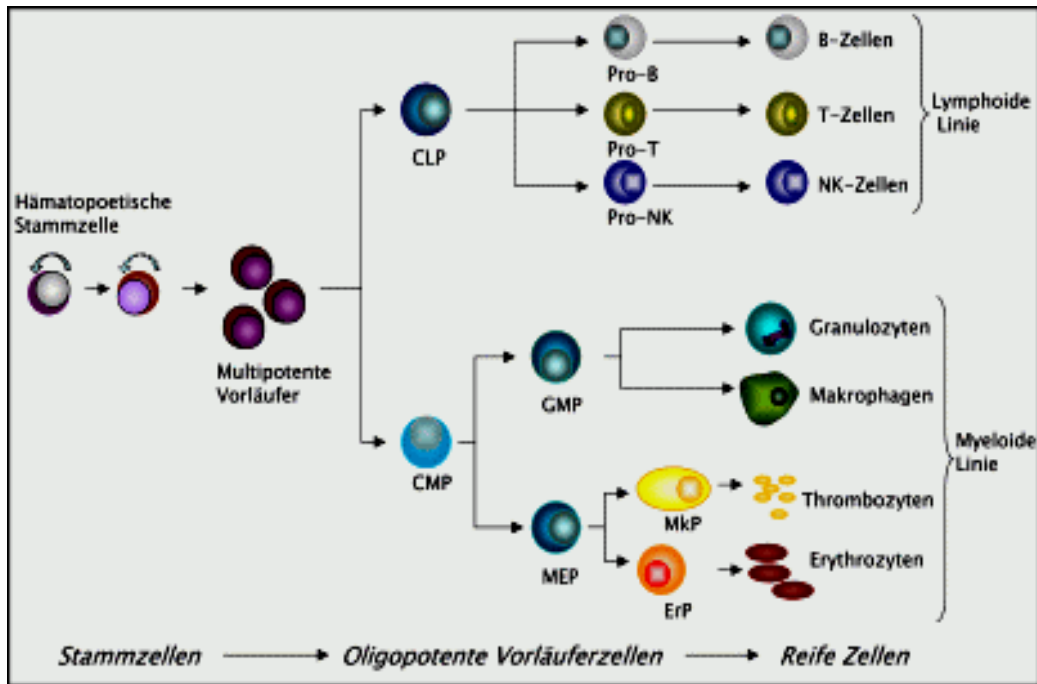 B-Zellen
Pro-B
CLP
T-Zellen
Pro-T
Lymphoide
Linie
NK-Zellen
Pro-NK
Hämatopoetische
Stammzelle
Multipotente
Vorläufer
Granulozyten
GMP
Makrophagen
CMP
Myeloide
Linie
MkP
Thrombozyten
MEP
Erythrozyten
ErP
Stammzellen
Oligopotente Vorläuferzellen
Reife Zellen